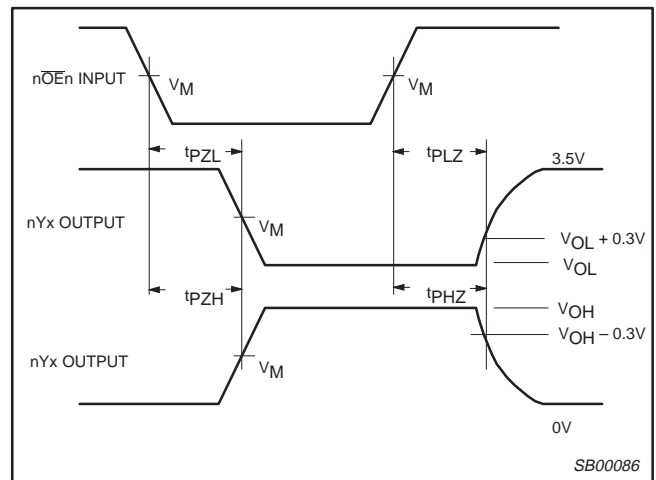 nOEn INPUT
VM
VM
tPZL
tPLZ
3.5V
nYx OUTPUT
VM
VOL + 0.3V
VOL
tPZH
tPHZ
VOH
VOH – 0.3V
nYx OUTPUT
VM
0V
SB00086